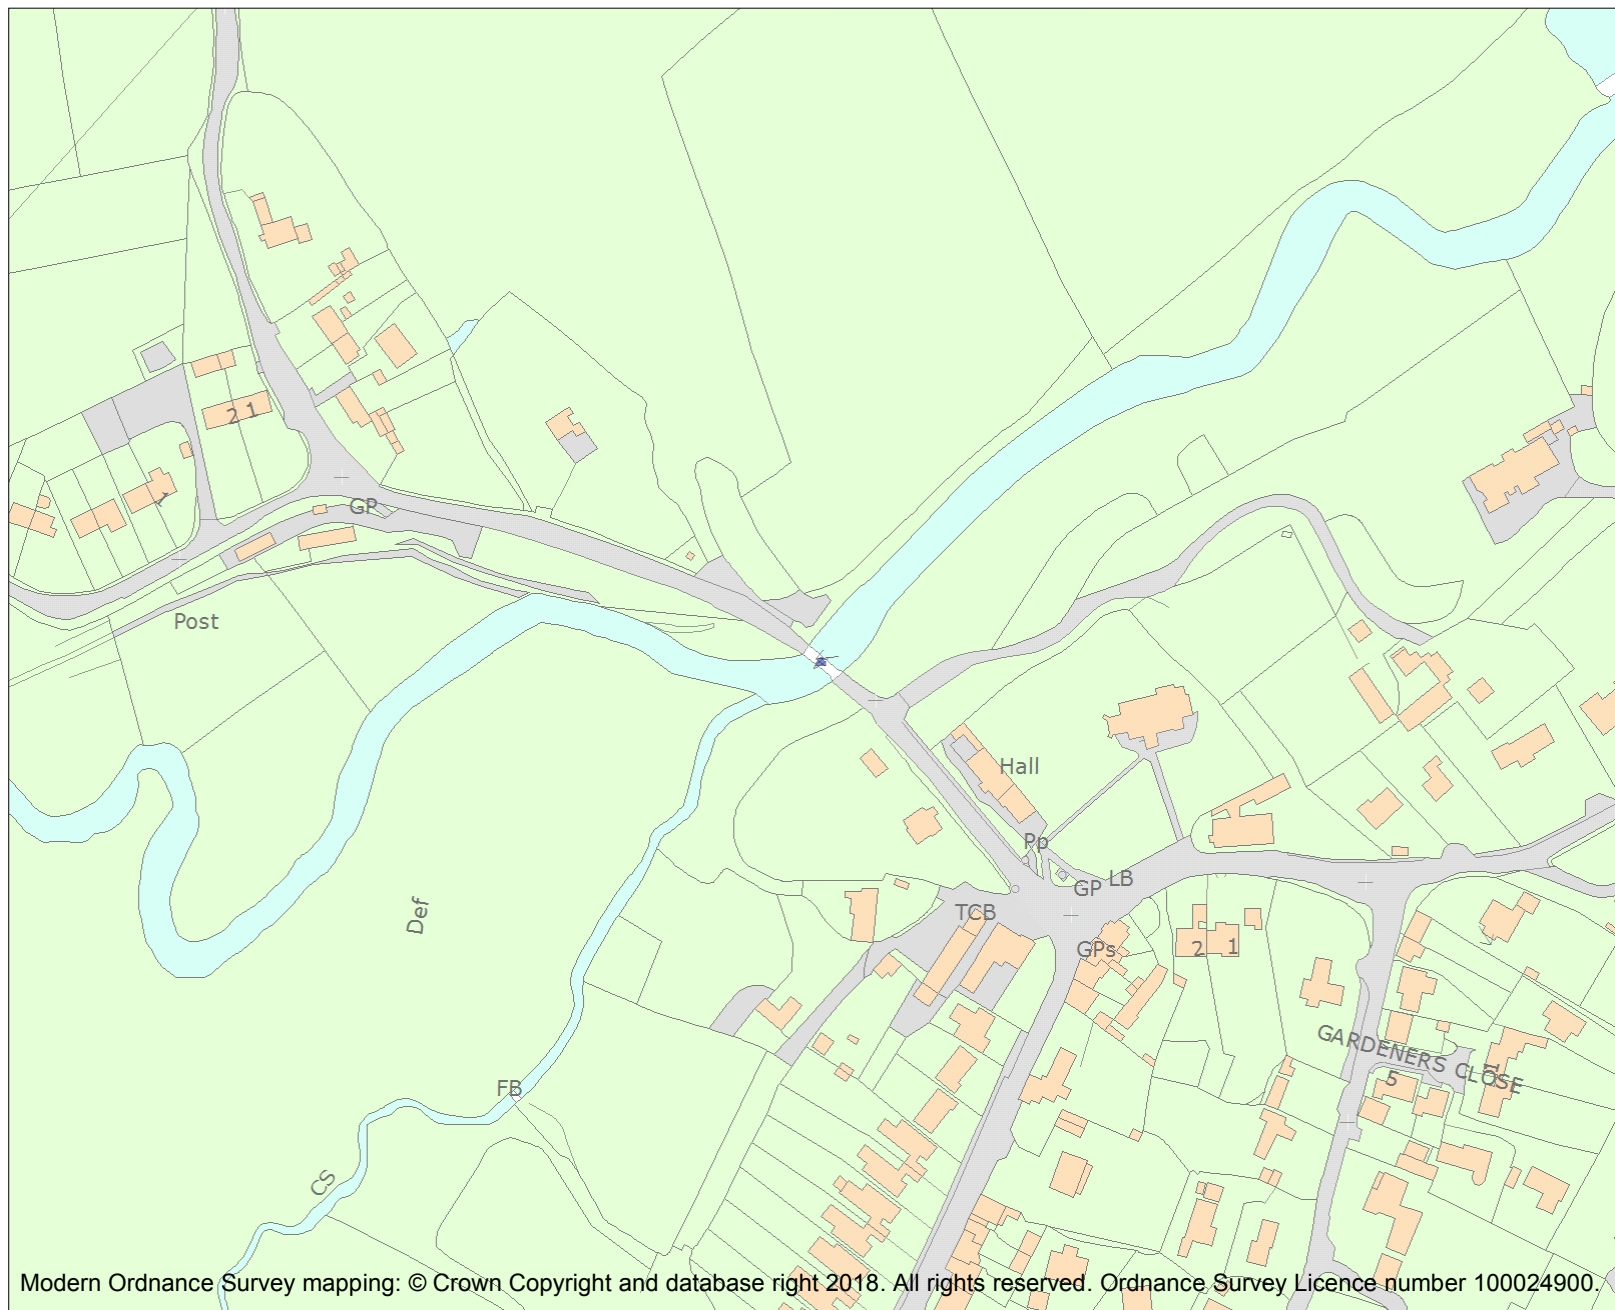 2 1
1
GP
Post
Hall
Pp
GP
LB
TCB
GPs
2
1
Def
GARDENERS CLOSE
5
1
FB
CS
Modern Ordnance Survey mapping: © Crown Copyright and database right 2018. All rights reserved. Ordnance Survey Licence number 100024900.